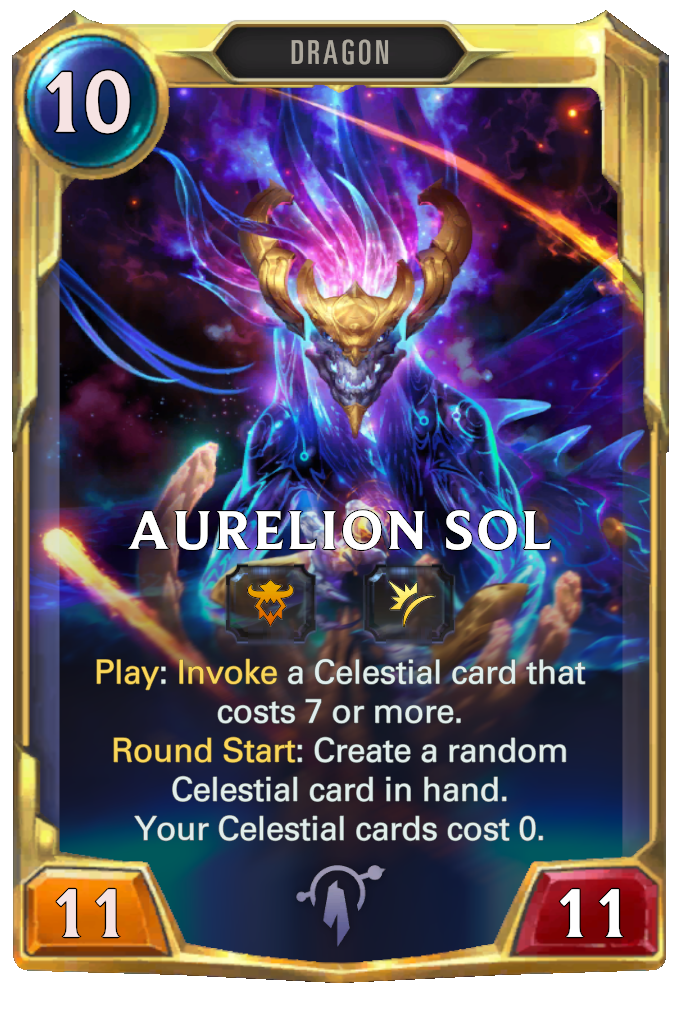 DRAGON
10
AURELION SOL
Play: Invoke a Celestial card that
costs 7 or more.
Round Start: Create a random
Celestial card in hand.
Your Celestial cards cost 0.
11
11